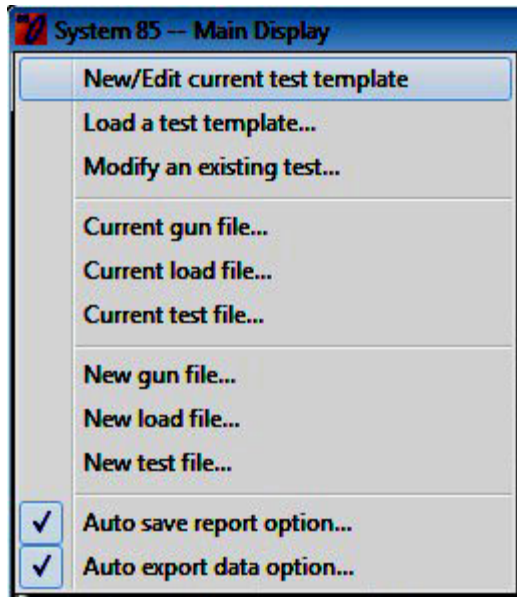 System 85 -- Main Display
New/Edit current test template
Load a test template...
Modify an existing test...
Current gun file...
Current load file...
Current test file...
New gun file...
New load file...
New test file...
Auto save report option...
Auto export data option...